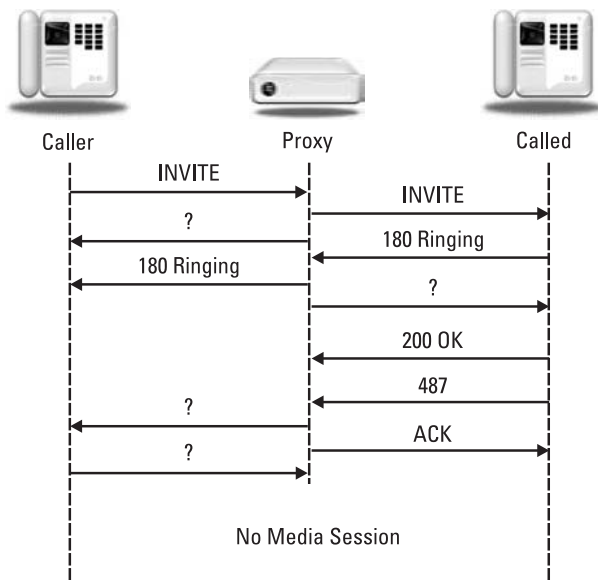 Caller
Proxy
Called
INVITE
INVITE
?
180 Ringing
180 Ringing
?
200 OK
487
?
ACK
?
No Media Session